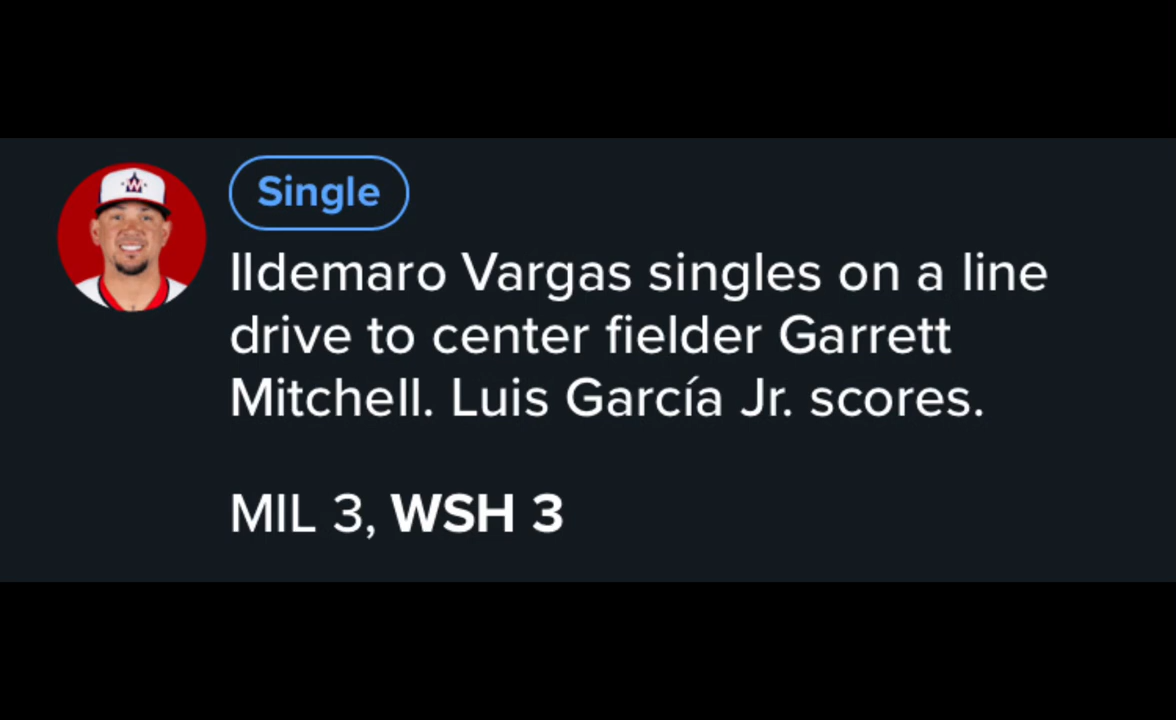 W
Single
Ildemaro Vargas singles on a line
drive to center fielder Garrett
Mitchell. Luis García Jr. scores.
MIL 3, WSH 3